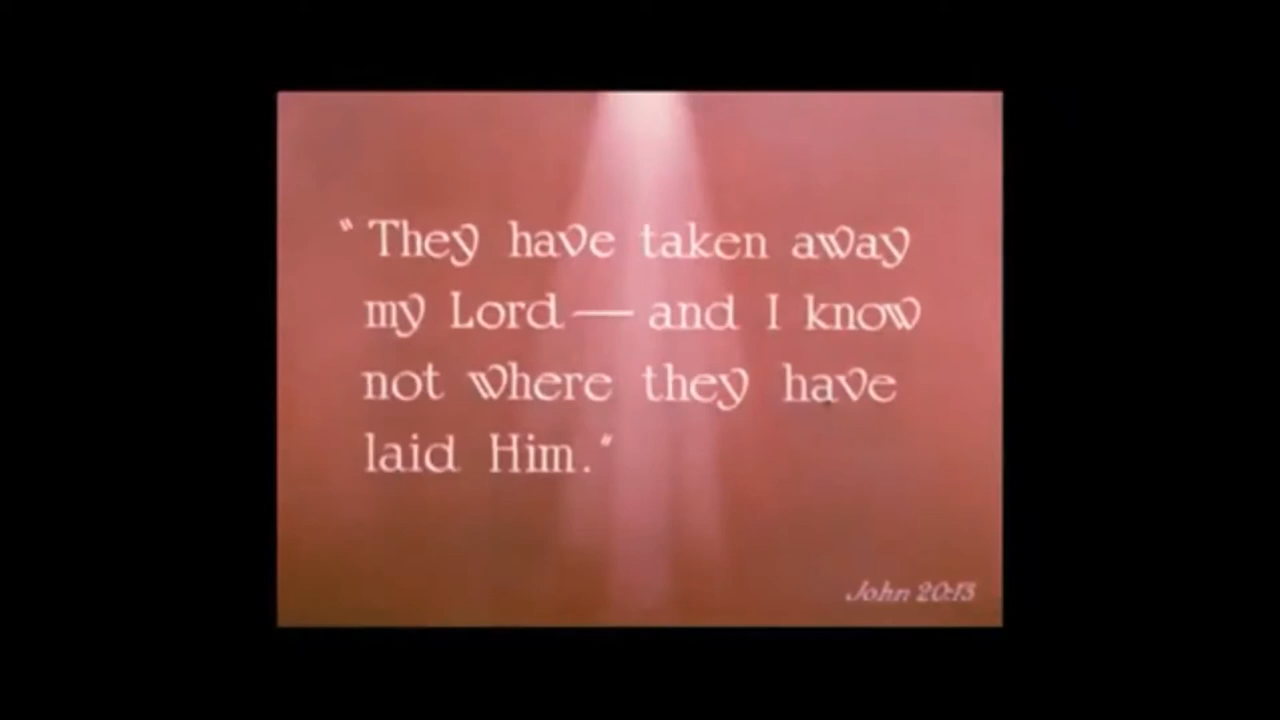 "They have taken away
my Lord — and I know
not where they have
laid Him."
John 20:13